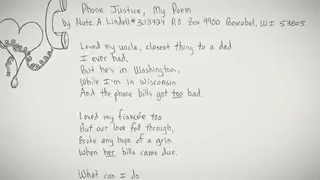 Phone Justice, My Poem
by Nate A. Lindell #303724 P.O. Box 9900 Boscobel, WI 53805
Loved my uncle, closest thing to a dad
I ever had.
But he's in Washington,
While I'm in Wisconsin
And the phone bills got too bad.
Loved my fiancée too
But our love fell through,
Broke any hope of a grin
When her bills came due.
What can I do